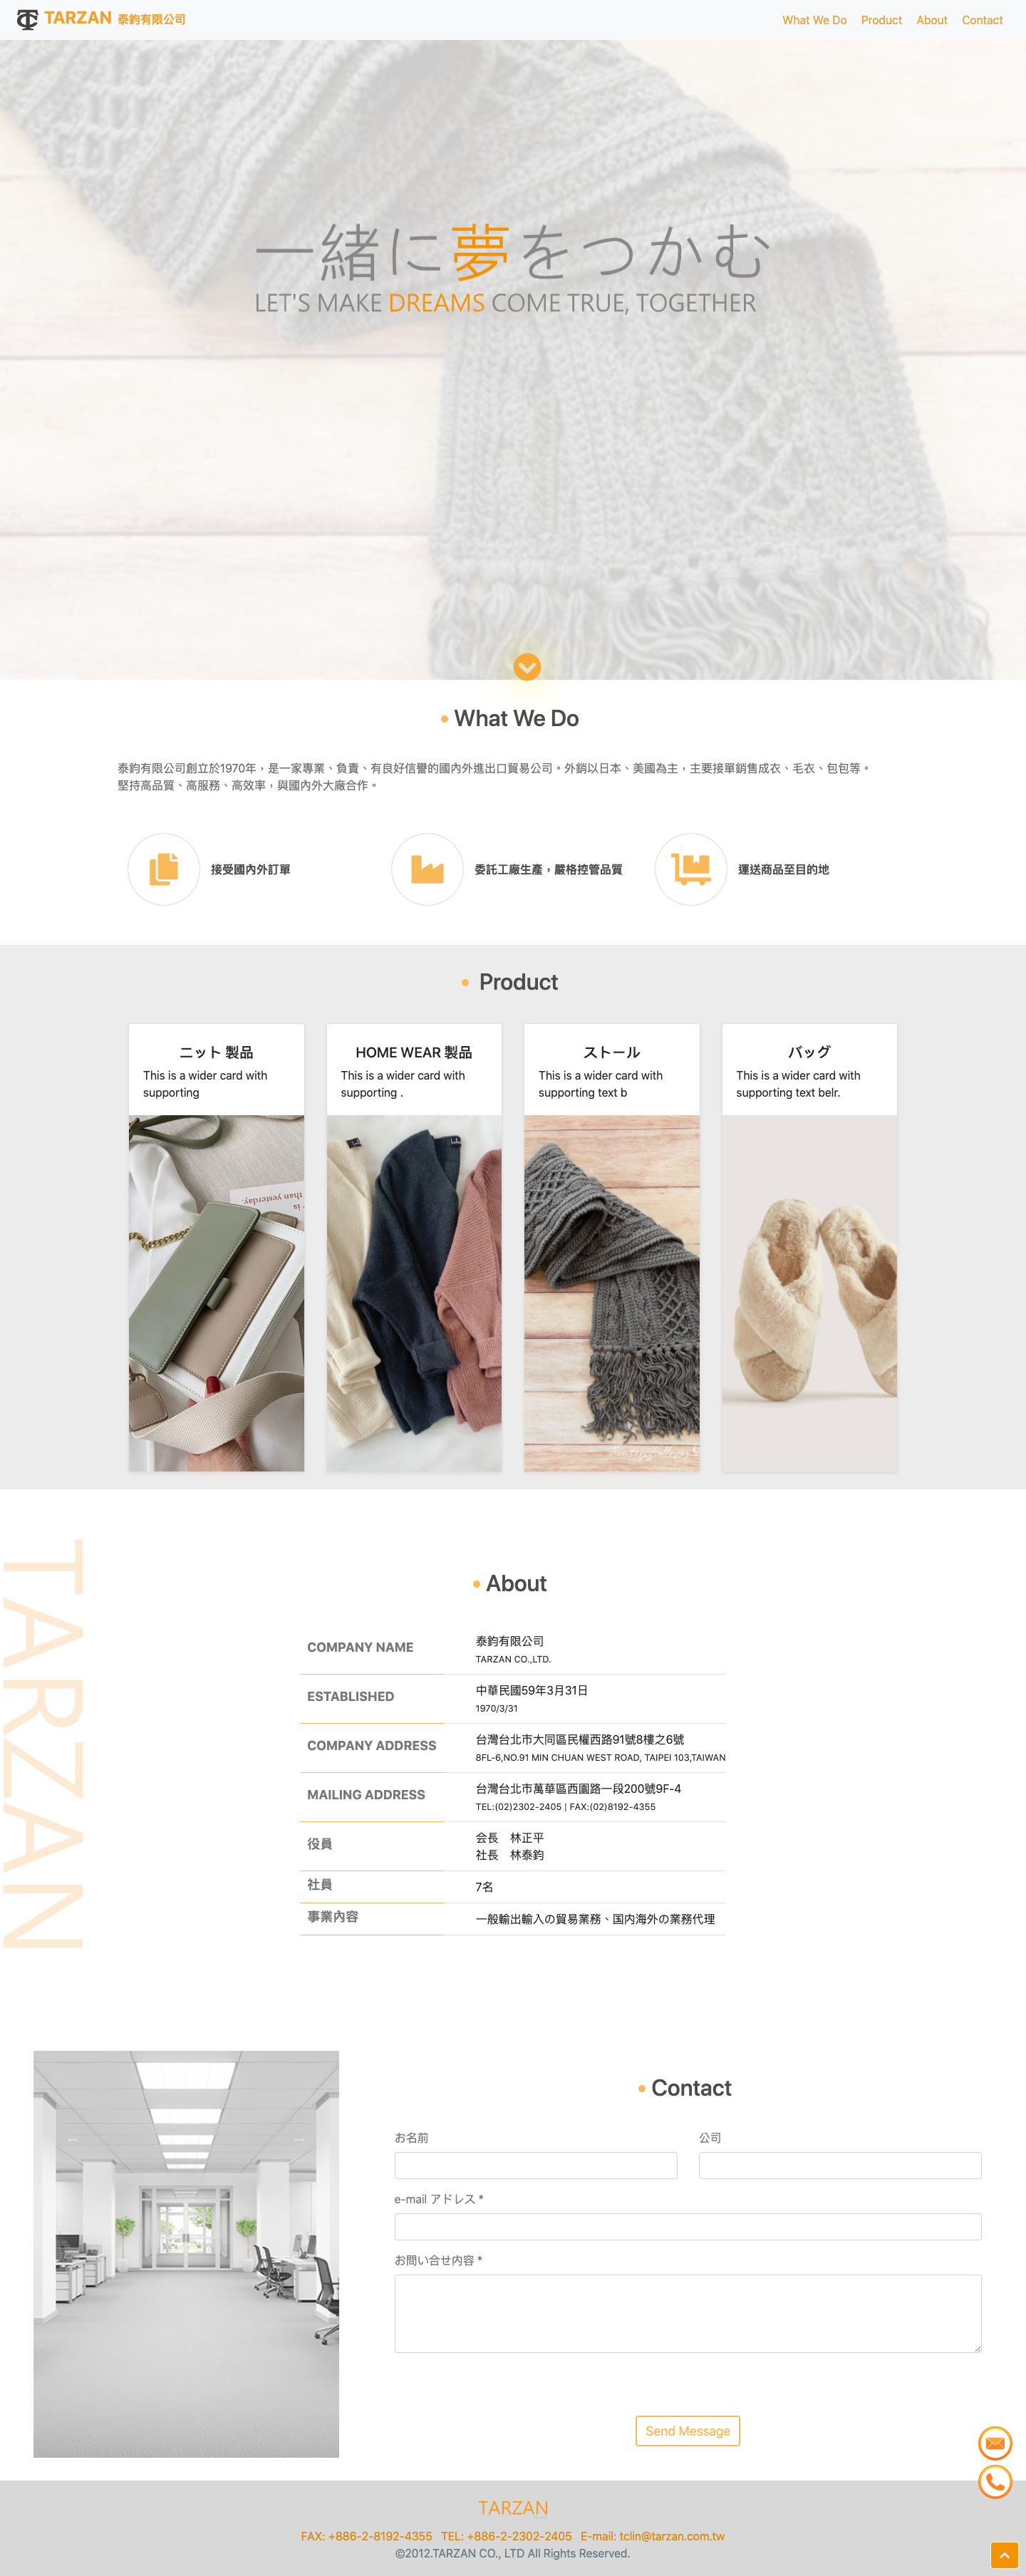 TARZAN 泰鈞有限公司
What We Do Product About Contact
一緒に夢をつかむ
LET'S MAKE DREAMS COME TRUE, TOGETHER
What We Do
泰鈞有限公司創立於1970年，是一家專業、負責、有良好信譽的國內外進出口貿易公司。外銷以日本、美國為主，主要接單銷售成衣、毛衣、包包等。
堅持高品質、高服務、高效率，與國內外大廠合作。
接受國內外訂單
委託工廠生產，嚴格控管品質
運送商品至目的地
Product
ニット 製品
This is a wider card with
supporting
HOME WEAR 製品
This is a wider card with
supporting .
ストール
This is a wider card with
supporting text b
バッグ
This is a wider card with
supporting text belr.
than yesterday.
TARZAN
About
COMPANY NAME
泰鈞有限公司
TARZAN CO.,LTD.
ESTABLISHED
中華民國59年3月31日
1970/3/31
COMPANY ADDRESS
台灣台北市大同區民權西路91號8樓之6號
8FL-6,NO.91 MIN CHUAN WEST ROAD, TAIPEI 103,TAIWAN
MAILING ADDRESS
台灣台北市萬華區西園路一段200號9F-4
TEL:(02)2302-2405 | FAX:(02)8192-4355
役員
会長　林正平
社長　林泰鈞
社員
7名
事業內容
一般輸出輸入の貿易業務、国内海外の業務代理
Contact
お名前
公司
e-mail アドレス *
お問い合せ内容 *
Send Message
TARZAN
FAX: +886-2-8192-4355 TEL: +886-2-2302-2405 E-mail: tclin@tarzan.com.tw
©2012.TARZAN CO., LTD All Rights Reserved.